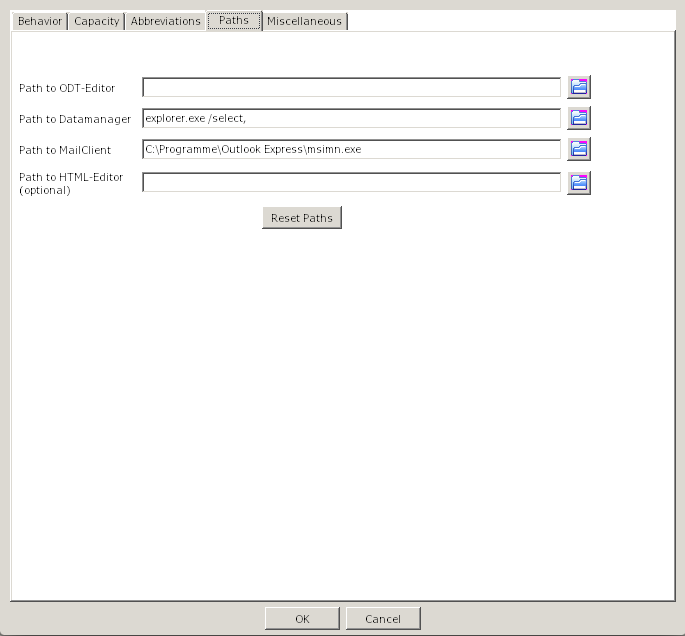 Behavior Capacity Abbreviations Paths Miscellaneous
Path to ODT-Editor
Path to Datamanager explorer.exe /select,
Path to MailClient C:\Programme\Outlook Express\msimn.exe
Path to HTML-Editor
(optional)
Reset Paths
OK Cancel